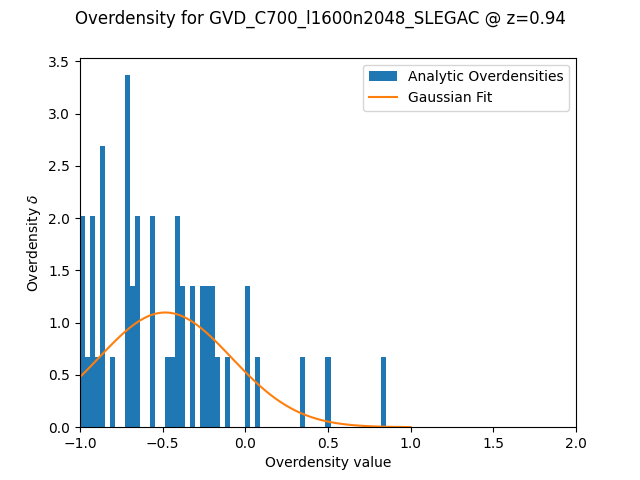 Overdensity for GVD_C700_l1600n2048_SLEGAC @ z=0.94
3.5
3.0
2.5
2.0
1.5
1.0
0.5
0.0
Overdensity δ
Analytic Overdensities
Gaussian Fit
−1.0 −0.5 0.0 0.5 1.0 1.5 2.0
Overdensity value